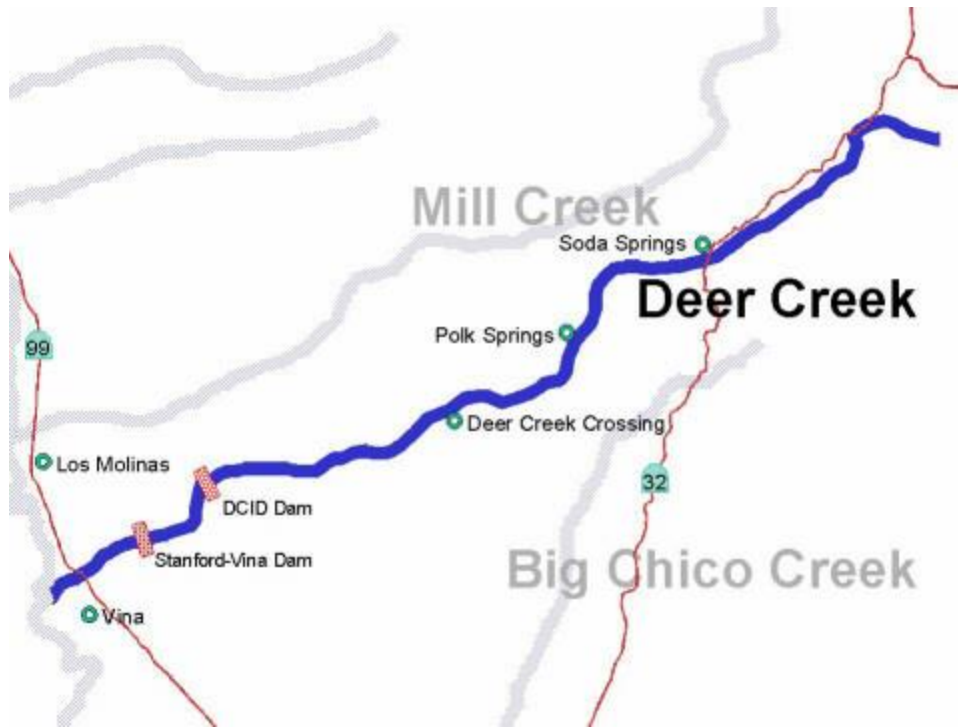 Mill Creek
Soda Springs
Deer Creek
Polk Springs
99
Deer Creek Crossing
Los Molinas
32
DCID Dam
Stanford-Vina Dam
Big Chico Creek
Vina